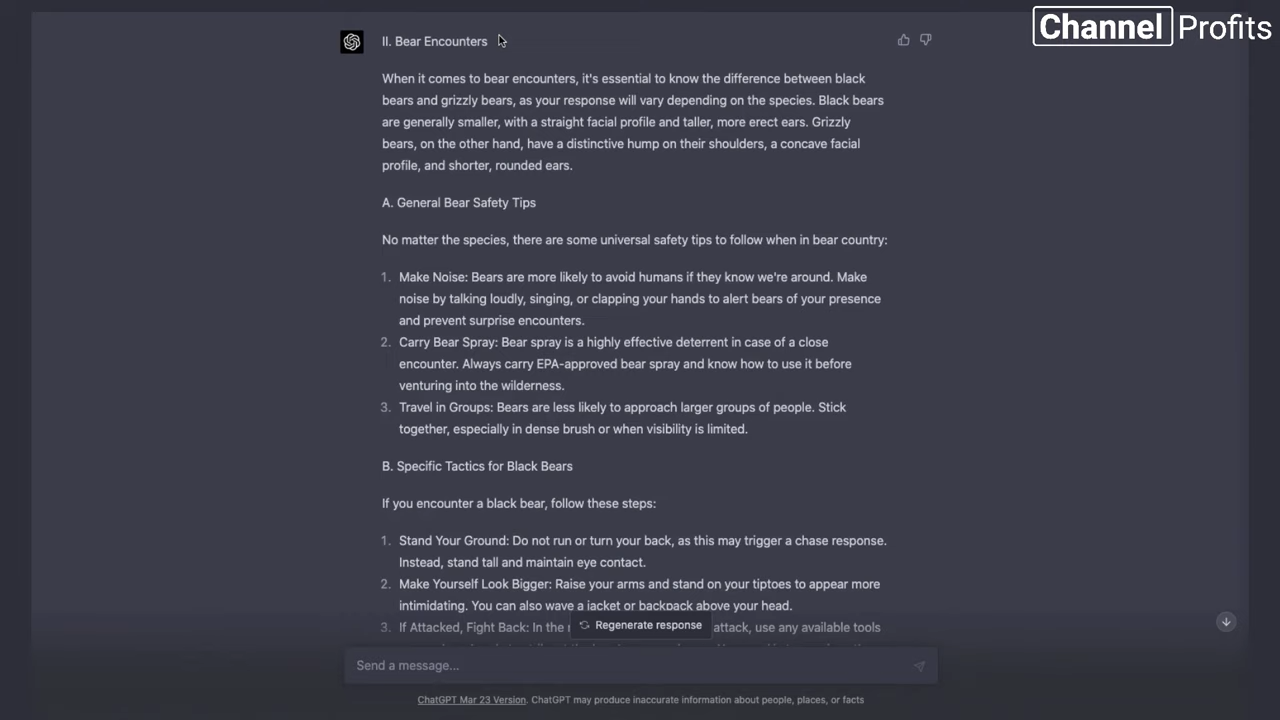 Channel Profits
II. Bear Encounters
When it comes to bear encounters, it's essential to know the difference between black
bears and grizzly bears, as your response will vary depending on the species. Black bears
are generally smaller, with a straight facial profile and taller, more erect ears. Grizzly
bears, on the other hand, have a distinctive hump on their shoulders, a concave facial
profile, and shorter, rounded ears.
A. General Bear Safety Tips
No matter the species, there are some universal safety tips to follow when in bear country:
1. Make Noise: Bears are more likely to avoid humans if they know we're around. Make
noise by talking loudly, singing, or clapping your hands to alert bears of your presence
and prevent surprise encounters.
2. Carry Bear Spray: Bear spray is a highly effective deterrent in case of a close
encounter. Always carry EPA-approved bear spray and know how to use it before
venturing into the wilderness.
3. Travel in Groups: Bears are less likely to approach larger groups of people. Stick
together, especially in dense brush or when visibility is limited.
B. Specific Tactics for Black Bears
If you encounter a black bear, follow these steps:
1. Stand Your Ground: Do not run or turn your back, as this may trigger a chase response.
Instead, stand tall and maintain eye contact.
2. Make Yourself Look Bigger: Raise your arms and stand on your tiptoes to appear more
intimidating. You can also wave a jacket or backpack above your head.
3. If Attacked, Fight Back: In the attack, use any available tools
Regenerate response
Send a message...
ChatGPT Mar 23 Version. ChatGPT may produce inaccurate information about people, places, or facts